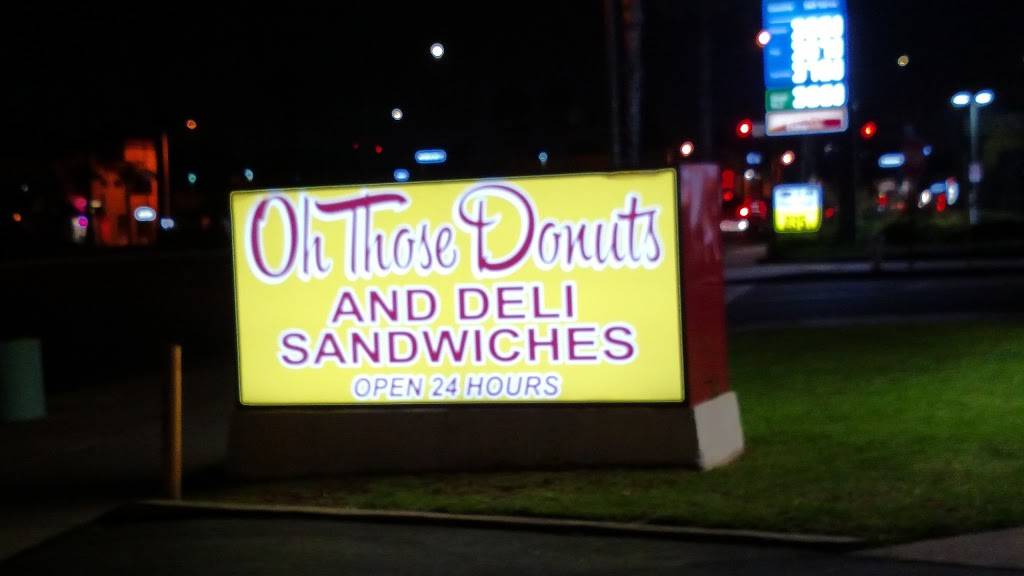 Oh Those Donuts
AND DELI
SANDWICHES
OPEN 24 HOURS